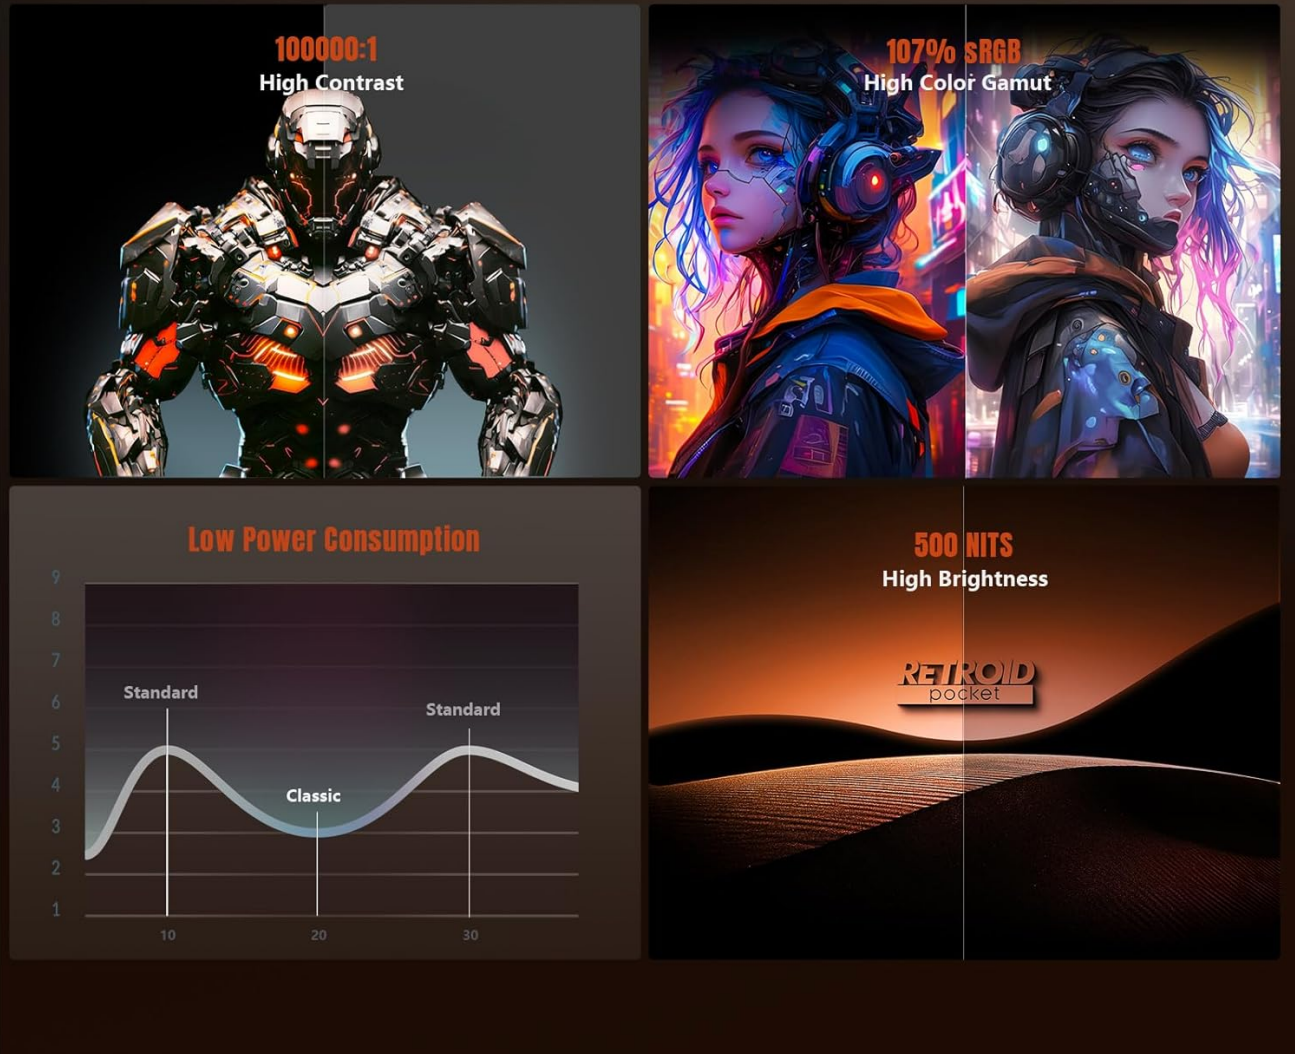 100000:1
High Contrast
107% sRGB
High Color Gamut
Low Power Consumption
9
8
7
6
5
4
3
2
1
Standard
Standard
Classic
10
20
30
500 NITS
High Brightness
RETROID
pocket